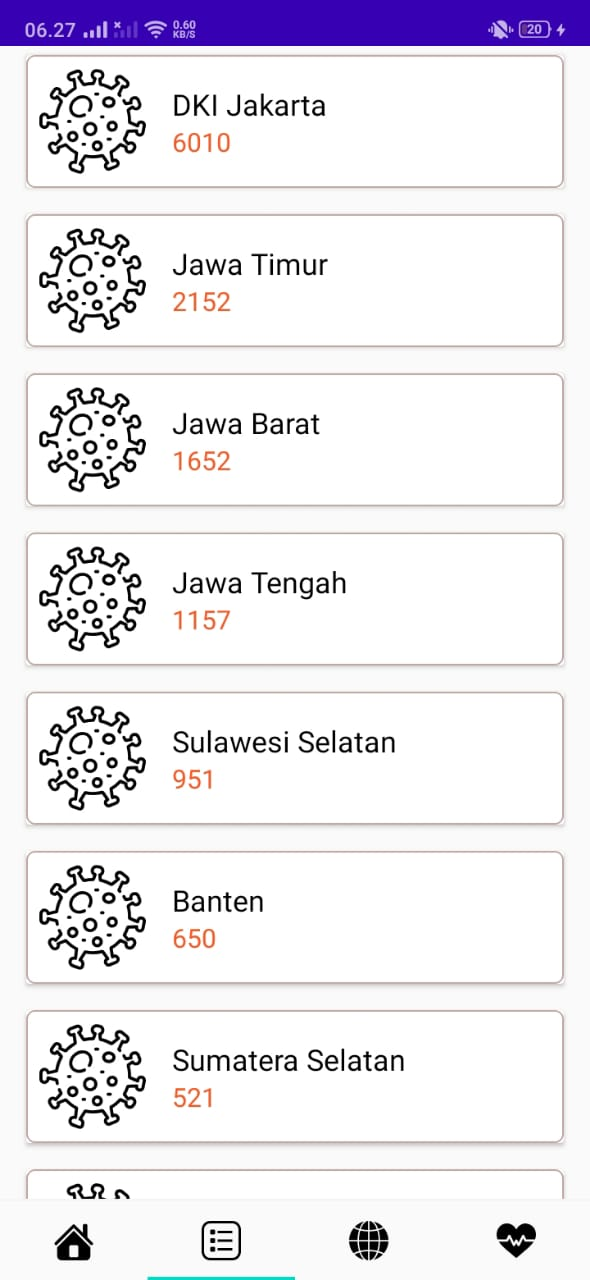 06.27 0.60 KB/S 20
DKI Jakarta
6010
Jawa Timur
2152
Jawa Barat
1652
Jawa Tengah
1157
Sulawesi Selatan
951
Banten
650
Sumatera Selatan
521